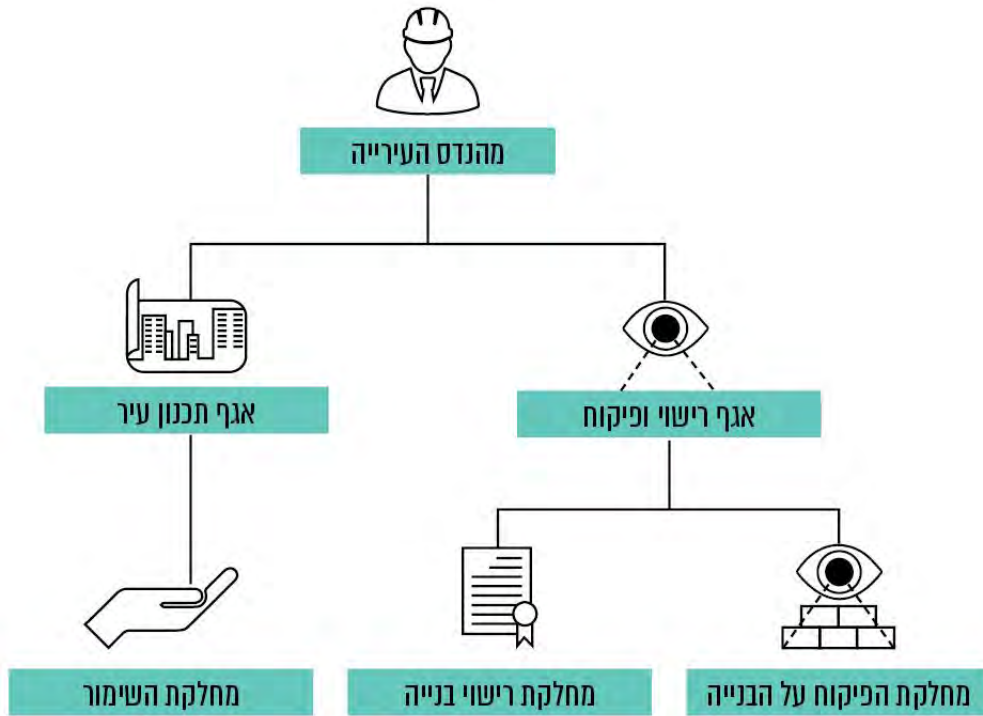 מהנדס העירייה
אגף רישוי ופיקוח
אגף תכנון עיר
מחלקת הפיקוח על הבנייה
מחלקת רישוי בנייה
מחלקת השימור